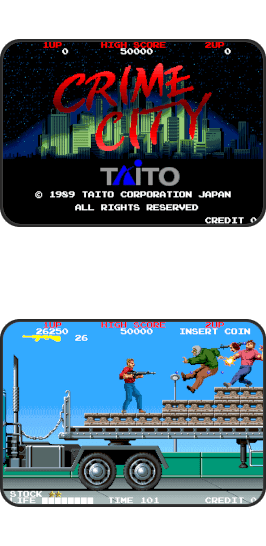 1UP HIGH SCORE 2UP
0 50000 0
CRIME
CITY
TAITO
© 1989 TAITO CORPORATION JAPAN
ALL RIGHTS RESERVED
CREDIT 0
1UP HIGH SCORE 2UP
26250 50000 INSERT COIN
26
STOCK
LIFE TIME 101 CREDIT 0